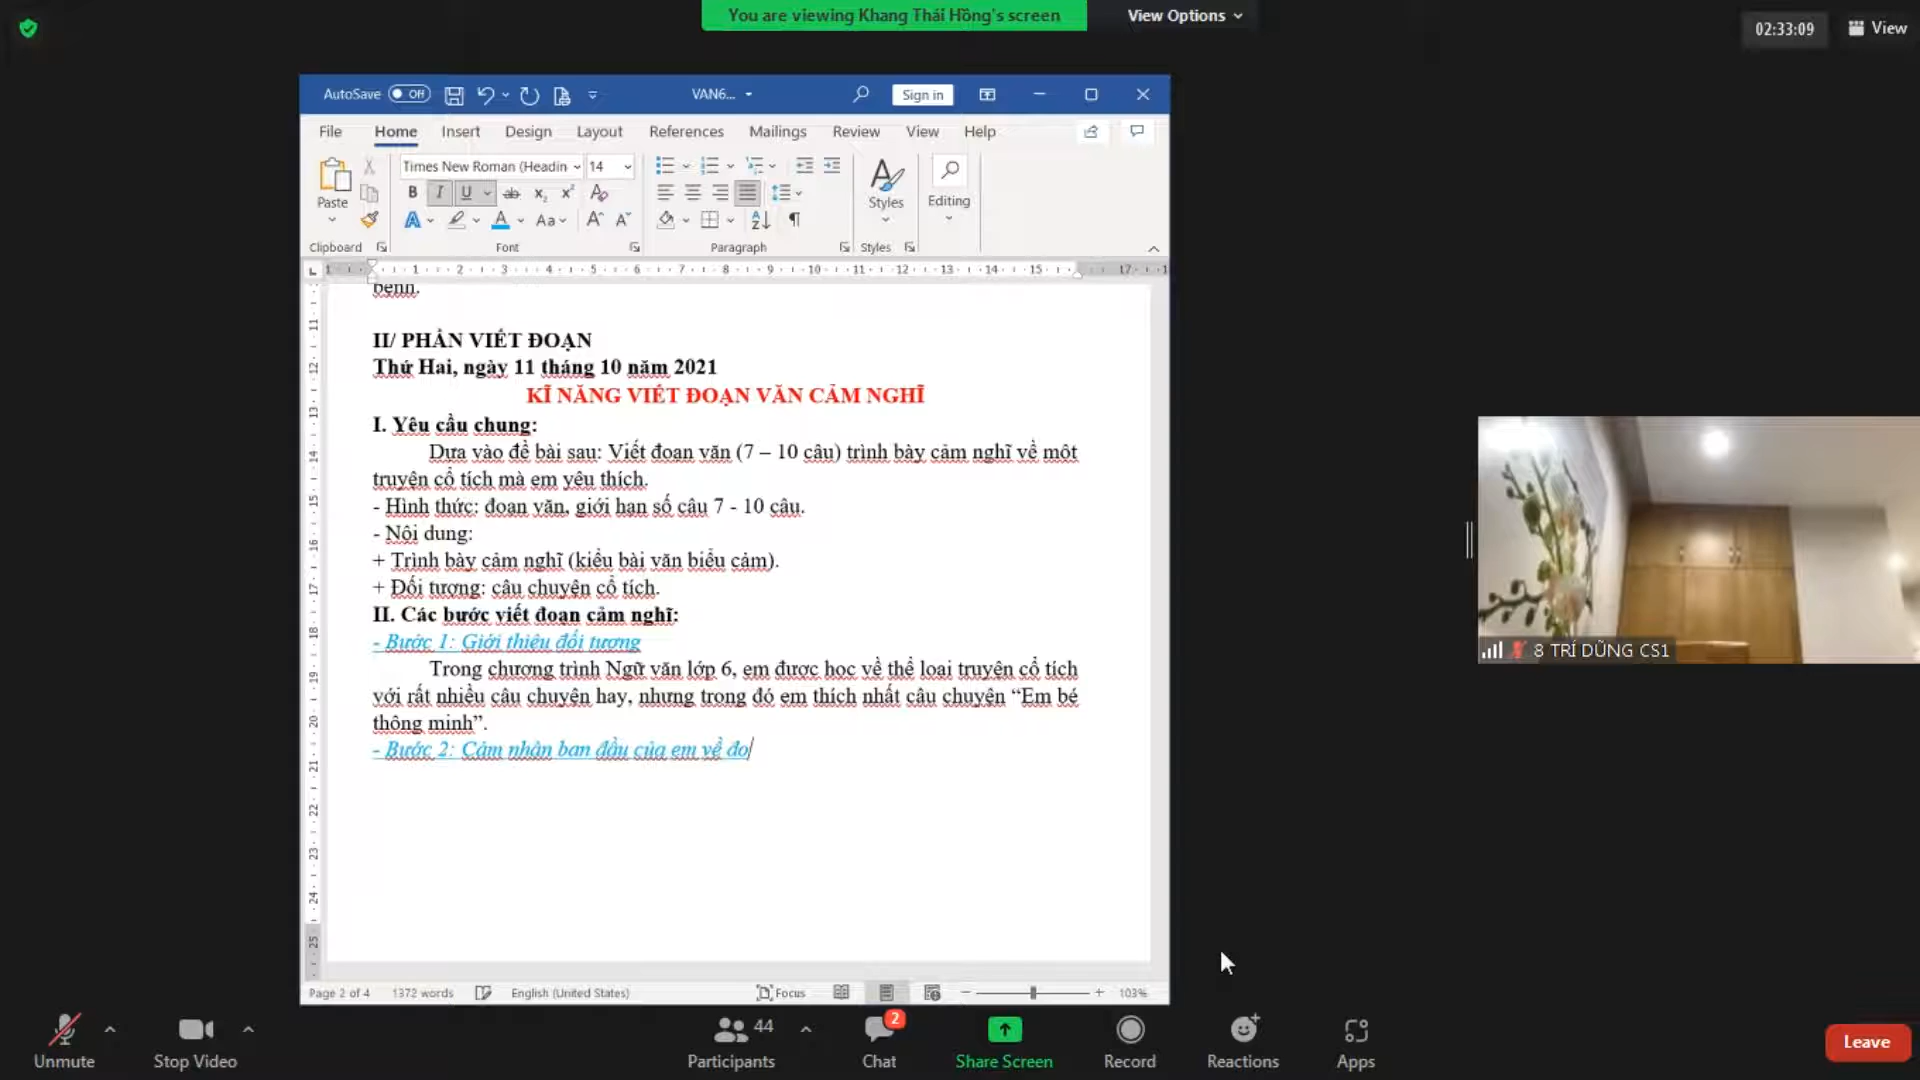 You are viewing Khang Thái Hồng's screen
View Options
02:33:09
View
AutoSave
Off
VAN6...
Sign in
File
Home
Insert
Design
Layout
References
Mailings
Review
View
Help
Paste
Times New Roman (Headin
14
Styles
Editing
Clipboard
Font
Paragraph
Styles
bệnh.
II/ PHẦN VIẾT ĐOẠN
Thứ Hai, ngày 11 tháng 10 năm 2021
KĨ NĂNG VIẾT ĐOẠN VĂN CẢM NGHĨ
I. Yêu cầu chung:
Dựa vào đề bài sau: Viết đoạn văn (7 – 10 câu) trình bày cảm nghĩ về một
truyện cổ tích mà em yêu thích.
- Hình thức: đoạn văn, giới hạn số câu 7 - 10 câu.
- Nội dung:
+ Trình bày cảm nghĩ (kiểu bài văn biểu cảm).
+ Đối tượng: câu chuyện cổ tích.
II. Các bước viết đoạn cảm nghĩ:
- Bước 1: Giới thiệu đối tượng
Trong chương trình Ngữ văn lớp 6, em được học về thể loại truyện cổ tích
với rất nhiều câu chuyện hay, nhưng trong đó em thích nhất câu chuyện “Em bé
thông minh”.
- Bước 2: Cảm nhận ban đầu của em về đo
8 TRÍ DŨNG CS1
Page 2 of 4
1372 words
English (United States)
Focus
103%
Unmute
Stop Video
Participants
44
Chat
2
Share Screen
Record
Reactions
Apps
Leave